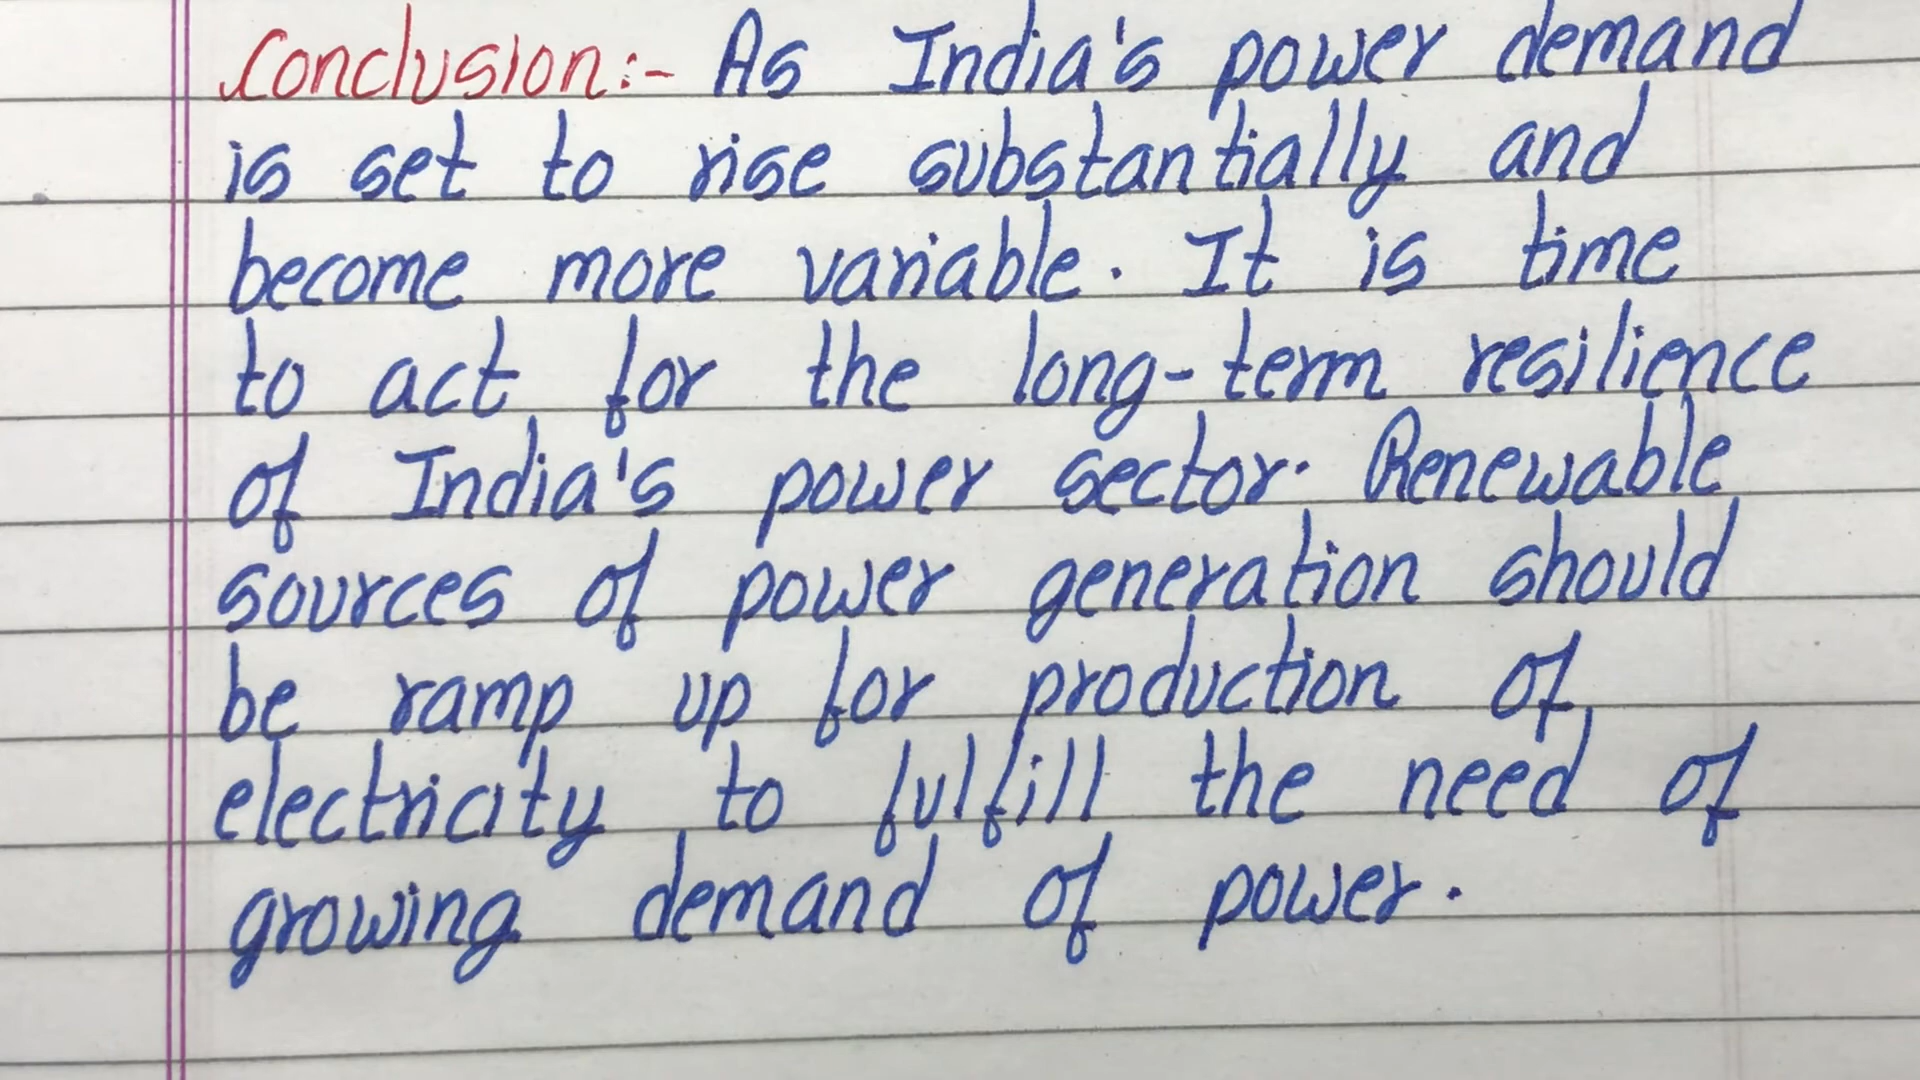 Conclusion:- As India's power demand
is set to rise substantially and
become more variable. It is time
to act for the long-term resilience
of India's power sector. Renewable
sources of power generation should
be ramp up for production of
electricity to fulfill the need of
growing demand of power.